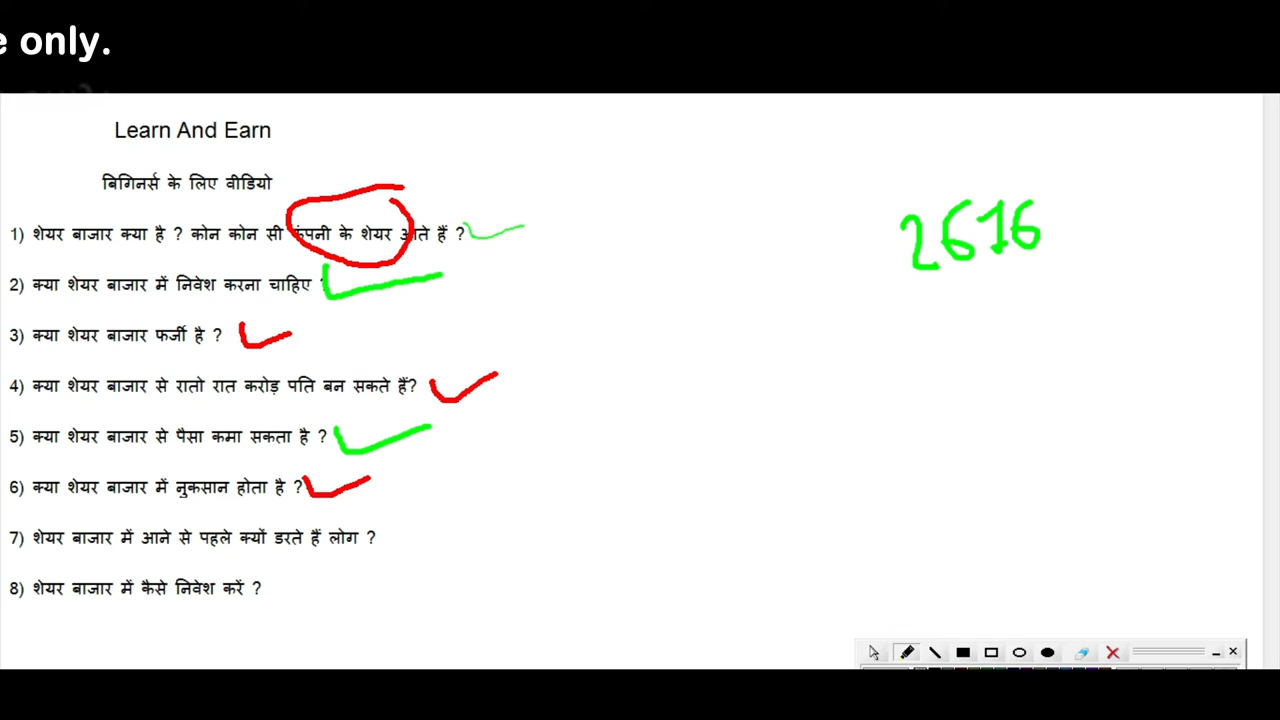 e only.
Learn And Earn
बिगिनर्स के लिए वीडियो
1) शेयर बाजार क्या है ? कोन कोन सी कंपनी के शेयर आते हैं ?
2) क्या शेयर बाजार में निवेश करना चाहिए ?
3) क्या शेयर बाजार फर्जी है ?
4) क्या शेयर बाजार से रातो रात करोड़ पति बन सकते हैं?
5) क्या शेयर बाजार से पैसा कमा सकता है ?
6) क्या शेयर बाजार में नुकसान होता है ?
7) शेयर बाजार में आने से पहले क्यों डरते हैं लोग ?
8) शेयर बाजार में कैसे निवेश करें ?
2676